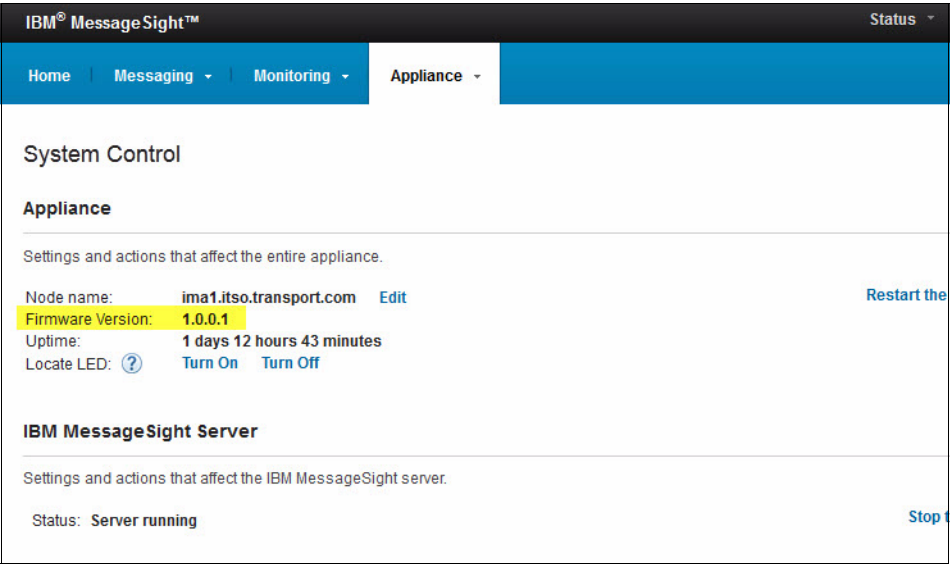 IBM® MessageSight™ Status
Home Messaging Monitoring Appliance
System Control
Appliance
Settings and actions that affect the entire appliance.
Node name: ima1.itso.transport.com Edit Restart the
Firmware Version: 1.0.0.1
Uptime: 1 days 12 hours 43 minutes
Locate LED: ? Turn On Turn Off
IBM MessageSight Server
Settings and actions that affect the IBM MessageSight server.
Status: Server running Stop t